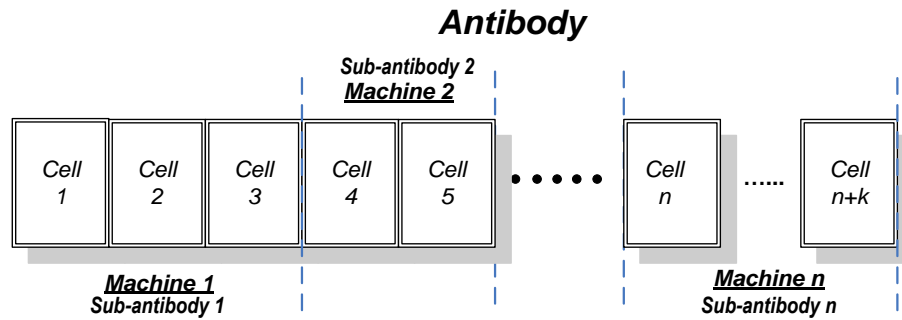 Antibody
Sub-antibody 2
Machine 2
Cell 1
Cell 2
Cell 3
Cell 4
Cell 5
Cell n
......
Cell n+k
Machine 1
Sub-antibody 1
Machine n
Sub-antibody n